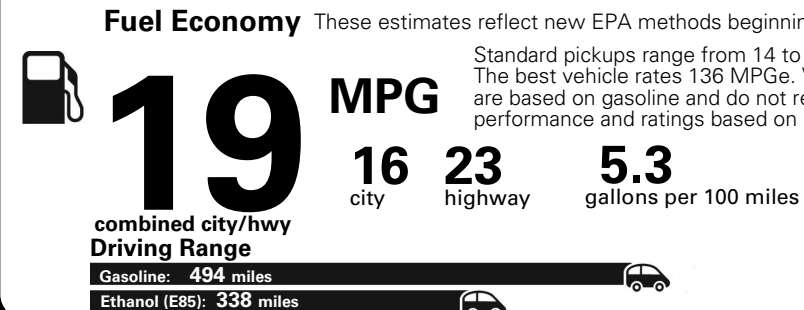 Fuel Economy These estimates reflect new EPA methods beginnin
Standard pickups range from 14 to
The best vehicle rates 136 MPGe. V
are based on gasoline and do not re
performance and ratings based on
19 MPG
16 23 5.3
city highway gallons per 100 miles
combined city/hwy
Driving Range
Gasoline: 494 miles
Ethanol (E85): 338 miles